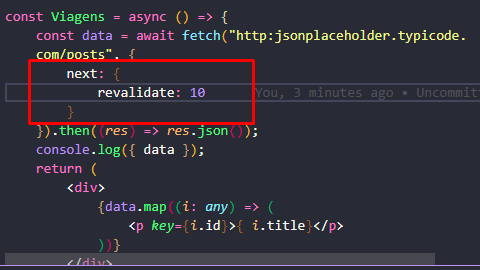 const Viagens = async () => {
const data = await fetch("http:jsonplaceholder.typicode.
com/posts", {
next: {
revalidate: 10 You, 3 minutes ago • Uncommitt
}
}).then((res) => res.json());
console.log({ data });
return (
<div>
{data.map((i: any) => (
<p key={i.id}>{ i.title}</p>
))}
</div>